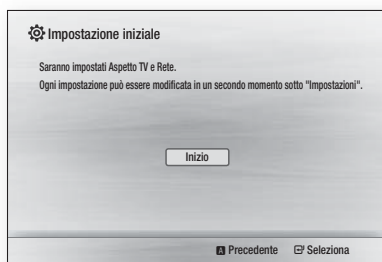 Impostazione iniziale
Saranno impostati Aspetto TV e Rete.
Ogni impostazione può essere modificata in un secondo momento sotto "Impostazioni".
Inizio
A Precedente Seleziona